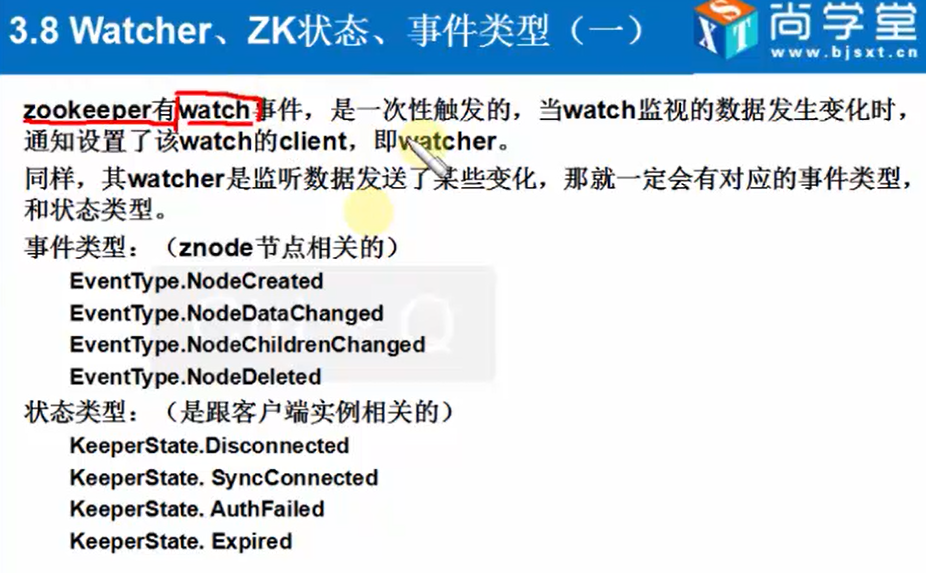 3.8 Watcher、ZK状态、事件类型（一）
尚学堂
SXT
www.bjsxt.cn
zookeeper有watch事件，是一次性触发的，当watch监视的数据发生变化时，
通知设置了该watch的client，即watcher。
同样，其watcher是监听数据发送了某些变化，那就一定会有对应的事件类型，
和状态类型。
事件类型：（znode节点相关的）
EventType.NodeCreated
EventType.NodeDataChanged
EventType.NodeChildrenChanged
EventType.NodeDeleted
状态类型：（是跟客户端实例相关的）
KeeperState.Disconnected
KeeperState. SyncConnected
KeeperState. AuthFailed
KeeperState. Expired